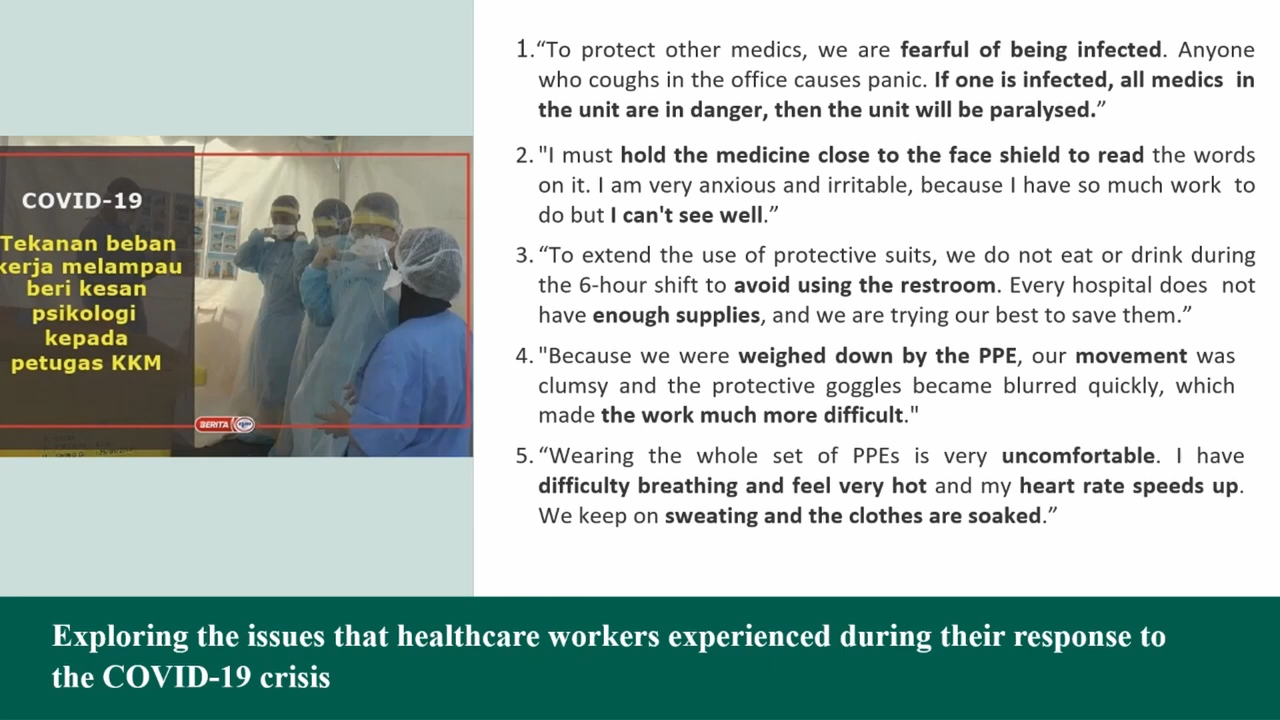 COVID-19
Tekanan beban
kerja melampau
beri kesan
psikologi
kepada
petugas KKM
BERITA
1.“To protect other medics, we are fearful of being infected. Anyone
who coughs in the office causes panic. If one is infected, all medics in
the unit are in danger, then the unit will be paralysed.”
2. "I must hold the medicine close to the face shield to read the words
on it. I am very anxious and irritable, because I have so much work to
do but I can't see well.”
3. “To extend the use of protective suits, we do not eat or drink during
the 6-hour shift to avoid using the restroom. Every hospital does not
have enough supplies, and we are trying our best to save them.”
4. "Because we were weighed down by the PPE, our movement was
clumsy and the protective goggles became blurred quickly, which
made the work much more difficult."
5. “Wearing the whole set of PPEs is very uncomfortable. I have
difficulty breathing and feel very hot and my heart rate speeds up.
We keep on sweating and the clothes are soaked.”
Exploring the issues that healthcare workers experienced during their response to
the COVID-19 crisis